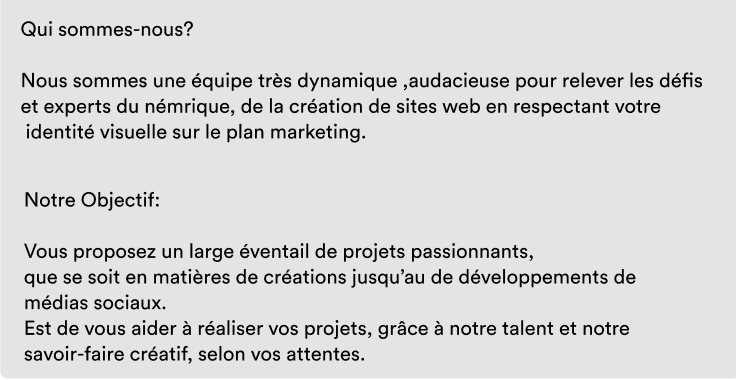 Qui sommes-nous?
Nous sommes une équipe très dynamique ,audacieuse pour relever les défis
et experts du némrique, de la création de sites web en respectant votre
identité visuelle sur le plan marketing.
Notre Objectif:
Vous proposez un large éventail de projets passionnants,
que se soit en matières de créations jusqu'au de développements de
médias sociaux.
Est de vous aider à réaliser vos projets, grâce à notre talent et notre
savoir-faire créatif, selon vos attentes.